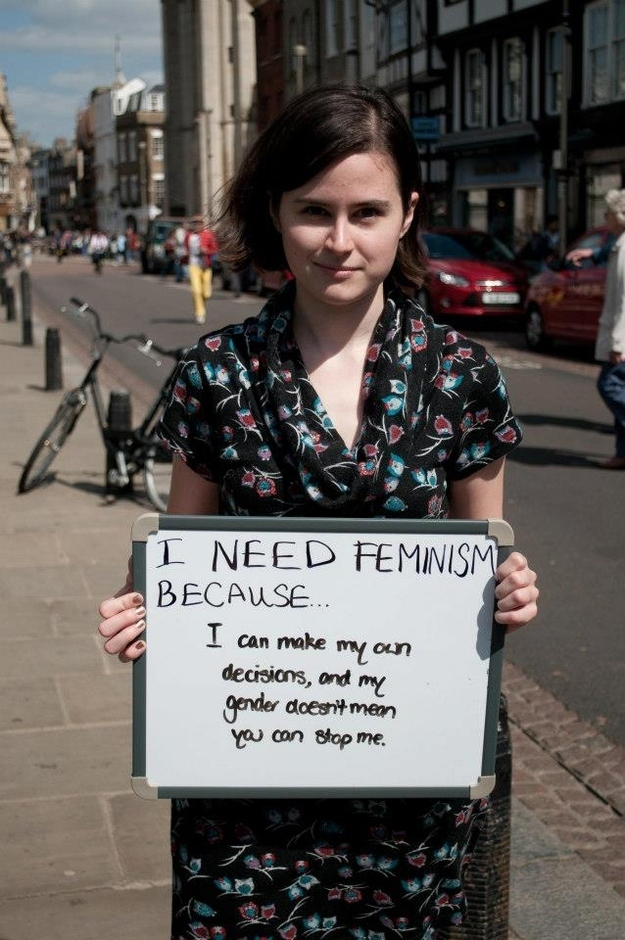 I NEED FEMINISM
BECAUSE...
I can make my own
decisions, and my
gender doesn't mean
you can stop me.